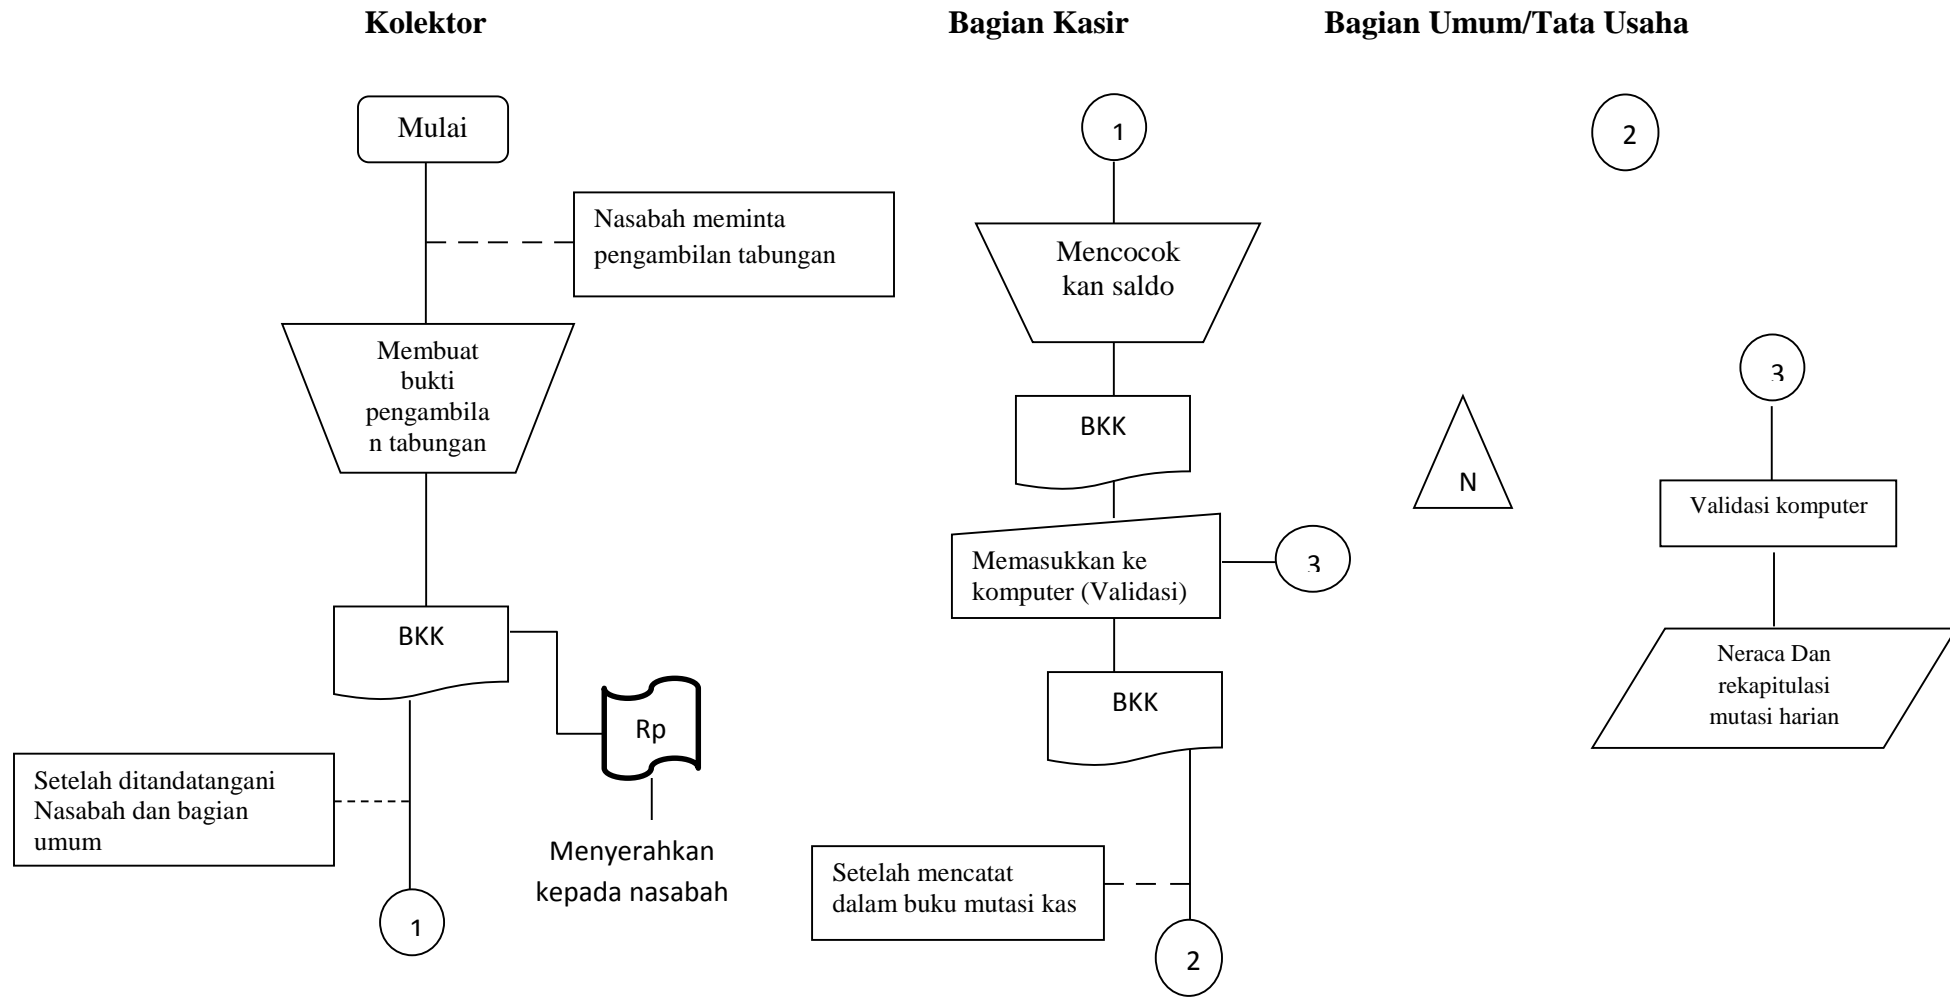 Kolektor
Bagian Kasir
Bagian Umum/Tata Usaha
Mulai
Nasabah meminta
pengambilan tabungan
Membuat
bukti
pengambila
n tabungan
BKK
Rp
Menyerahkan
kepada nasabah
Setelah ditandatangani
Nasabah dan bagian
umum
1
1
Mencocok
kan saldo
BKK
Memasukkan ke
komputer (Validasi)
3
BKK
Setelah mencatat
dalam buku mutasi kas
2
2
N
3
Validasi komputer
Neraca Dan
rekapitulasi
mutasi harian